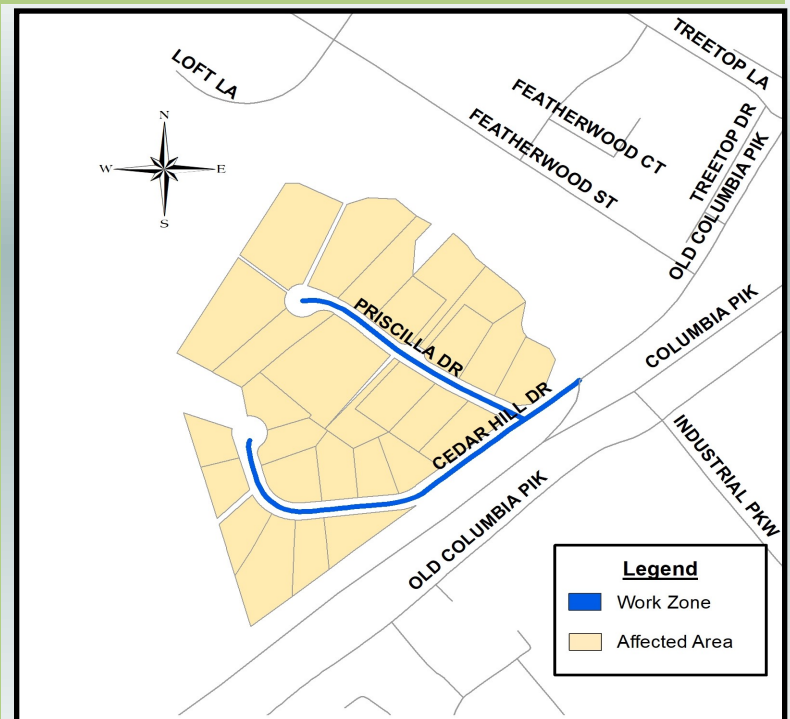 TREETOP LA
LOFT LA
FEATHERWOOD CT
FEATHERWOOD ST
TREETOP DR
OLD COLUMBIA PIK
N
W
E
S
COLUMBIA PIK
PRISCILLA DR
CEDAR HILL DR
INDUSTRIAL PKW
OLD COLUMBIA PIK
Legend
Work Zone
Affected Area